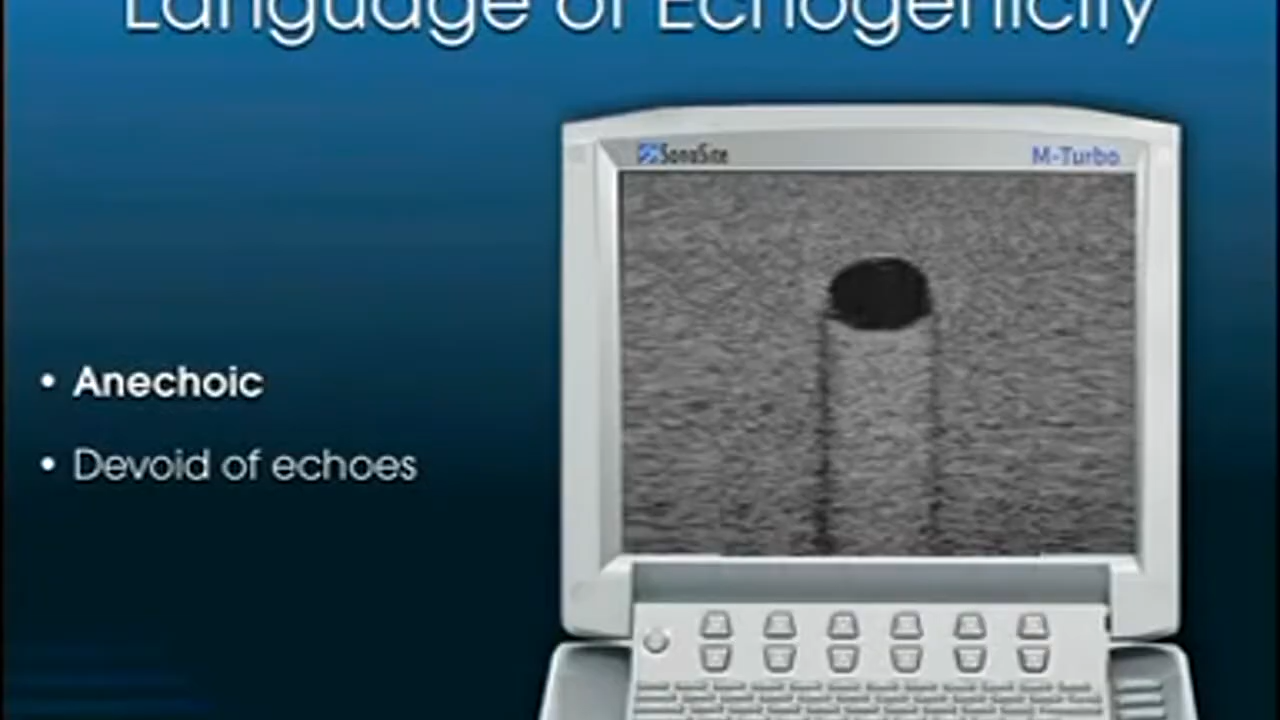 Language of Echogenicity
SonoSite
M-Turbo
• Anechoic
• Devoid of echoes